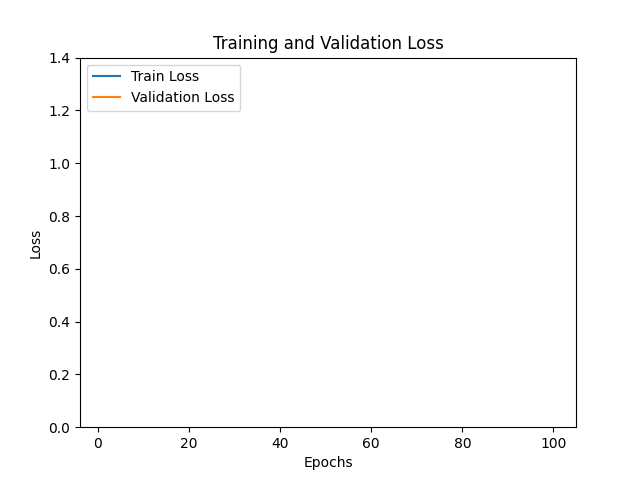 Training and Validation Loss
Train Loss
Validation Loss
1.4
1.2
1.0
0.8
0.6
0.4
0.2
0.0
Loss
0 20 40 60 80 100
Epochs